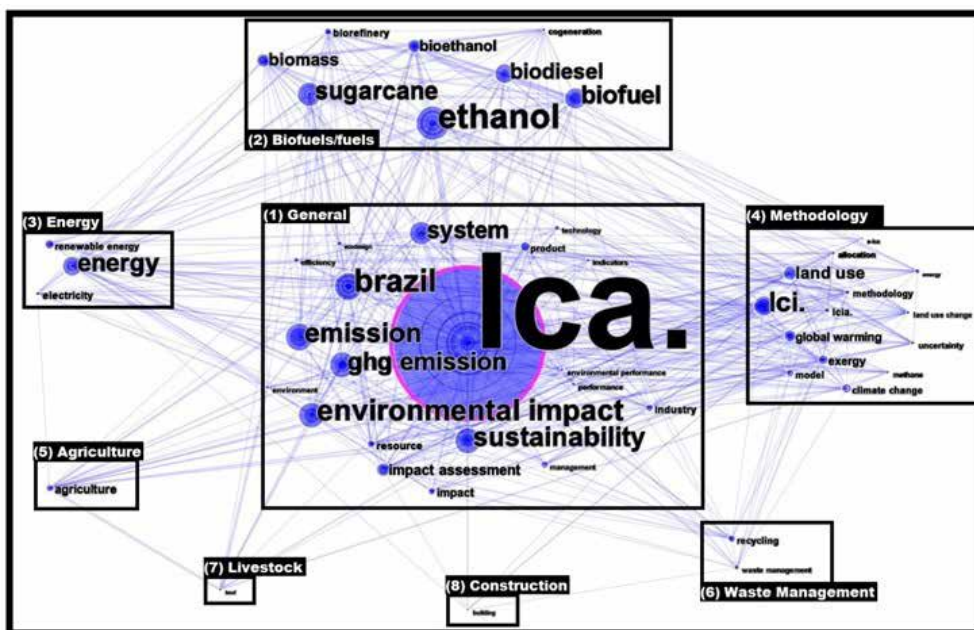 biorefinery
cogeneration
biomass
bioethanol
biodiesel
sugarcane
biofuel
ethanol
(2) Biofuels/fuels
(3) Energy
renewable energy
energy
electricity
(1) General
system
technology
ecodesign
product
efficiency
indicators
brazil
lca.
emission
ghg emission
environmental performance
environment
performance
environmental impact
industry
sustainability
resource
impact assessment
management
impact
(4) Methodology
allocation
land use
methodology
lci.
lcia.
land use change
global warming
uncertainty
exergy
model
methane
climate change
(5) Agriculture
agriculture
recycling
waste management
(6) Waste Management
(7) Livestock
beef
(8) Construction
building